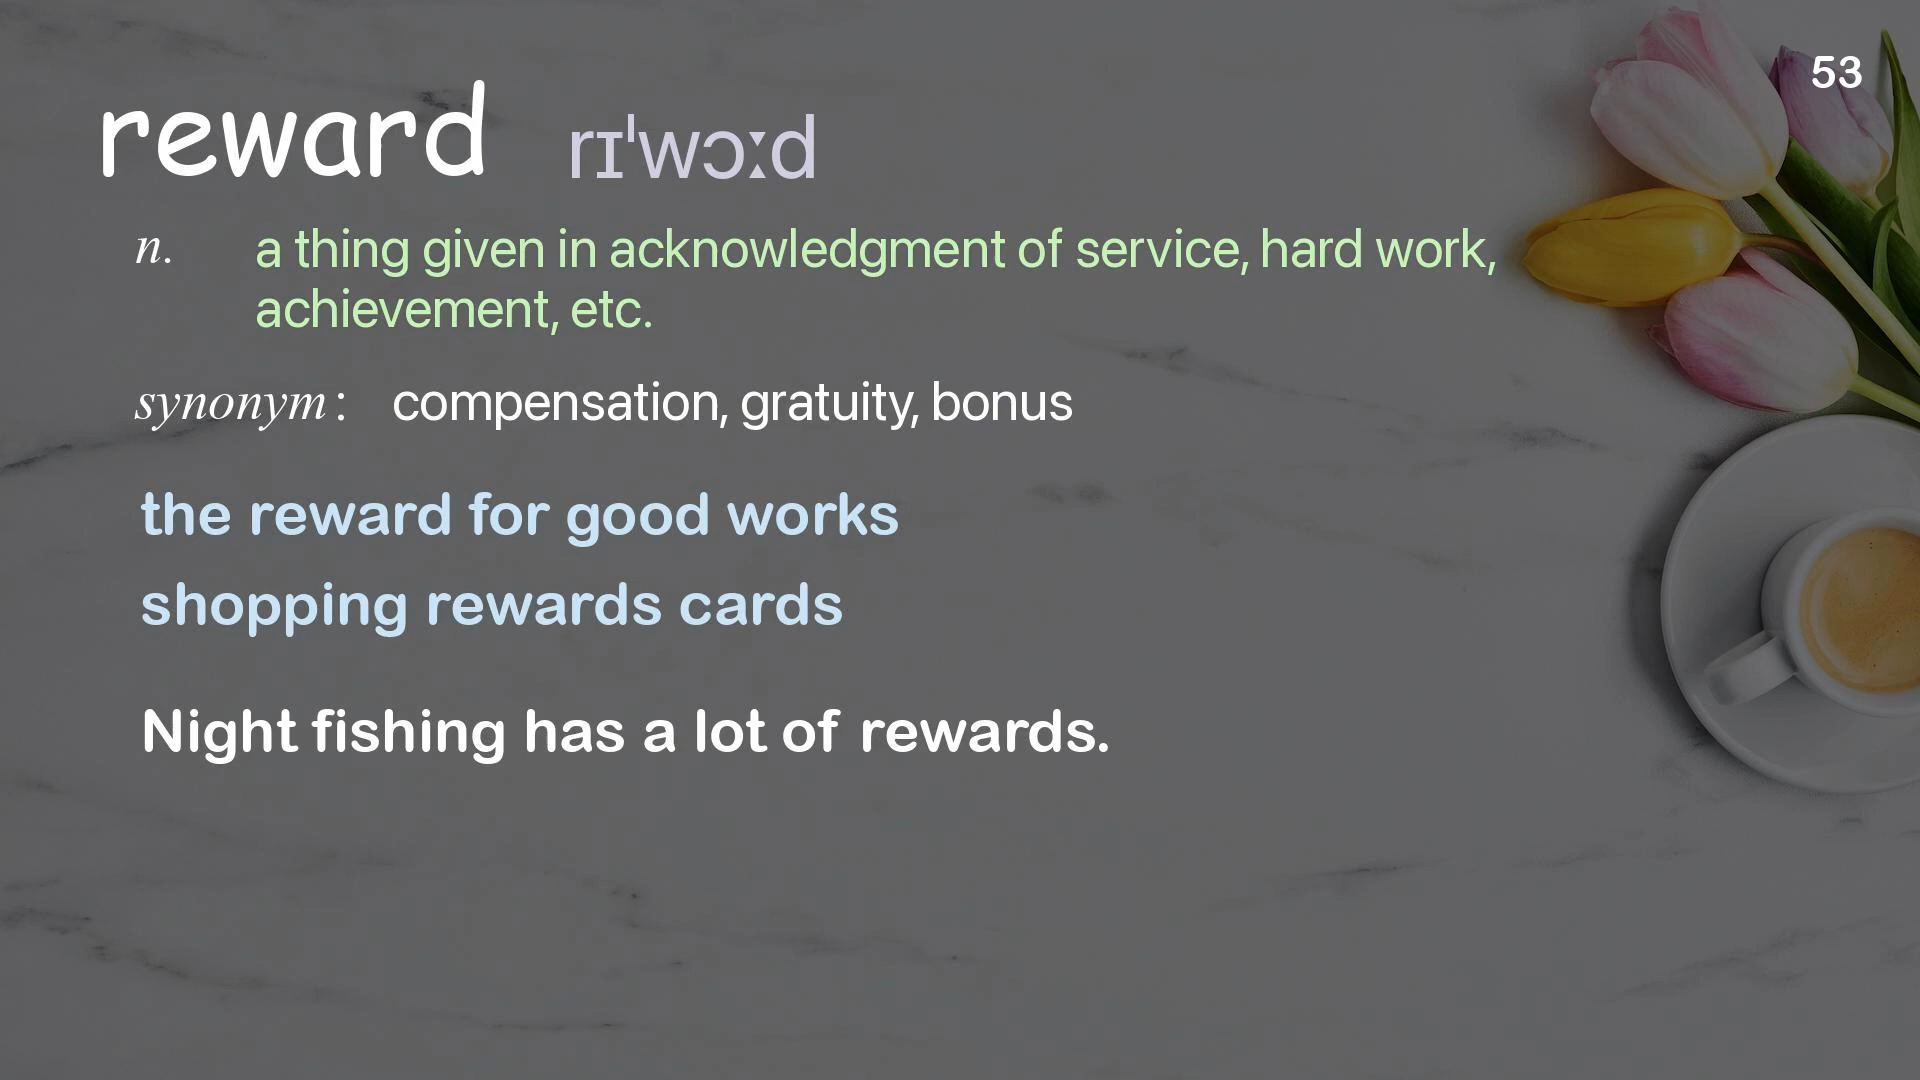 53
reward rɪˈwɔːd
n. a thing given in acknowledgment of service, hard work,
achievement, etc.
synonym : compensation, gratuity, bonus
the reward for good works
shopping rewards cards
Night fishing has a lot of rewards.